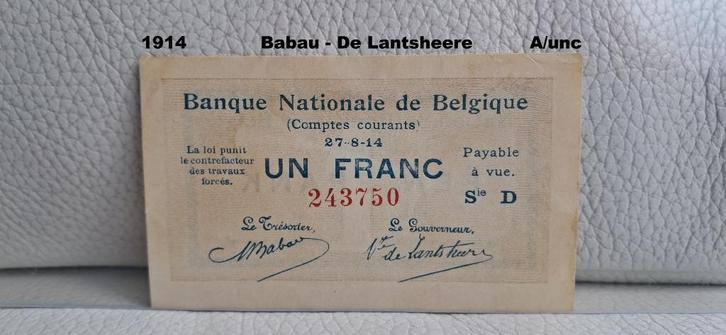 1914 Babau - De Lantsheere A/unc
Banque Nationale de Belgique
(Comptes courants)
27-8-14
La loi punit
le contrefacteur
des travaux
forcés.
UN FRANC
243750
Payable
à vue.
Sie D
Le Trésorier,
NBabau
Le Gouverneur,
Vte de Lantsheere